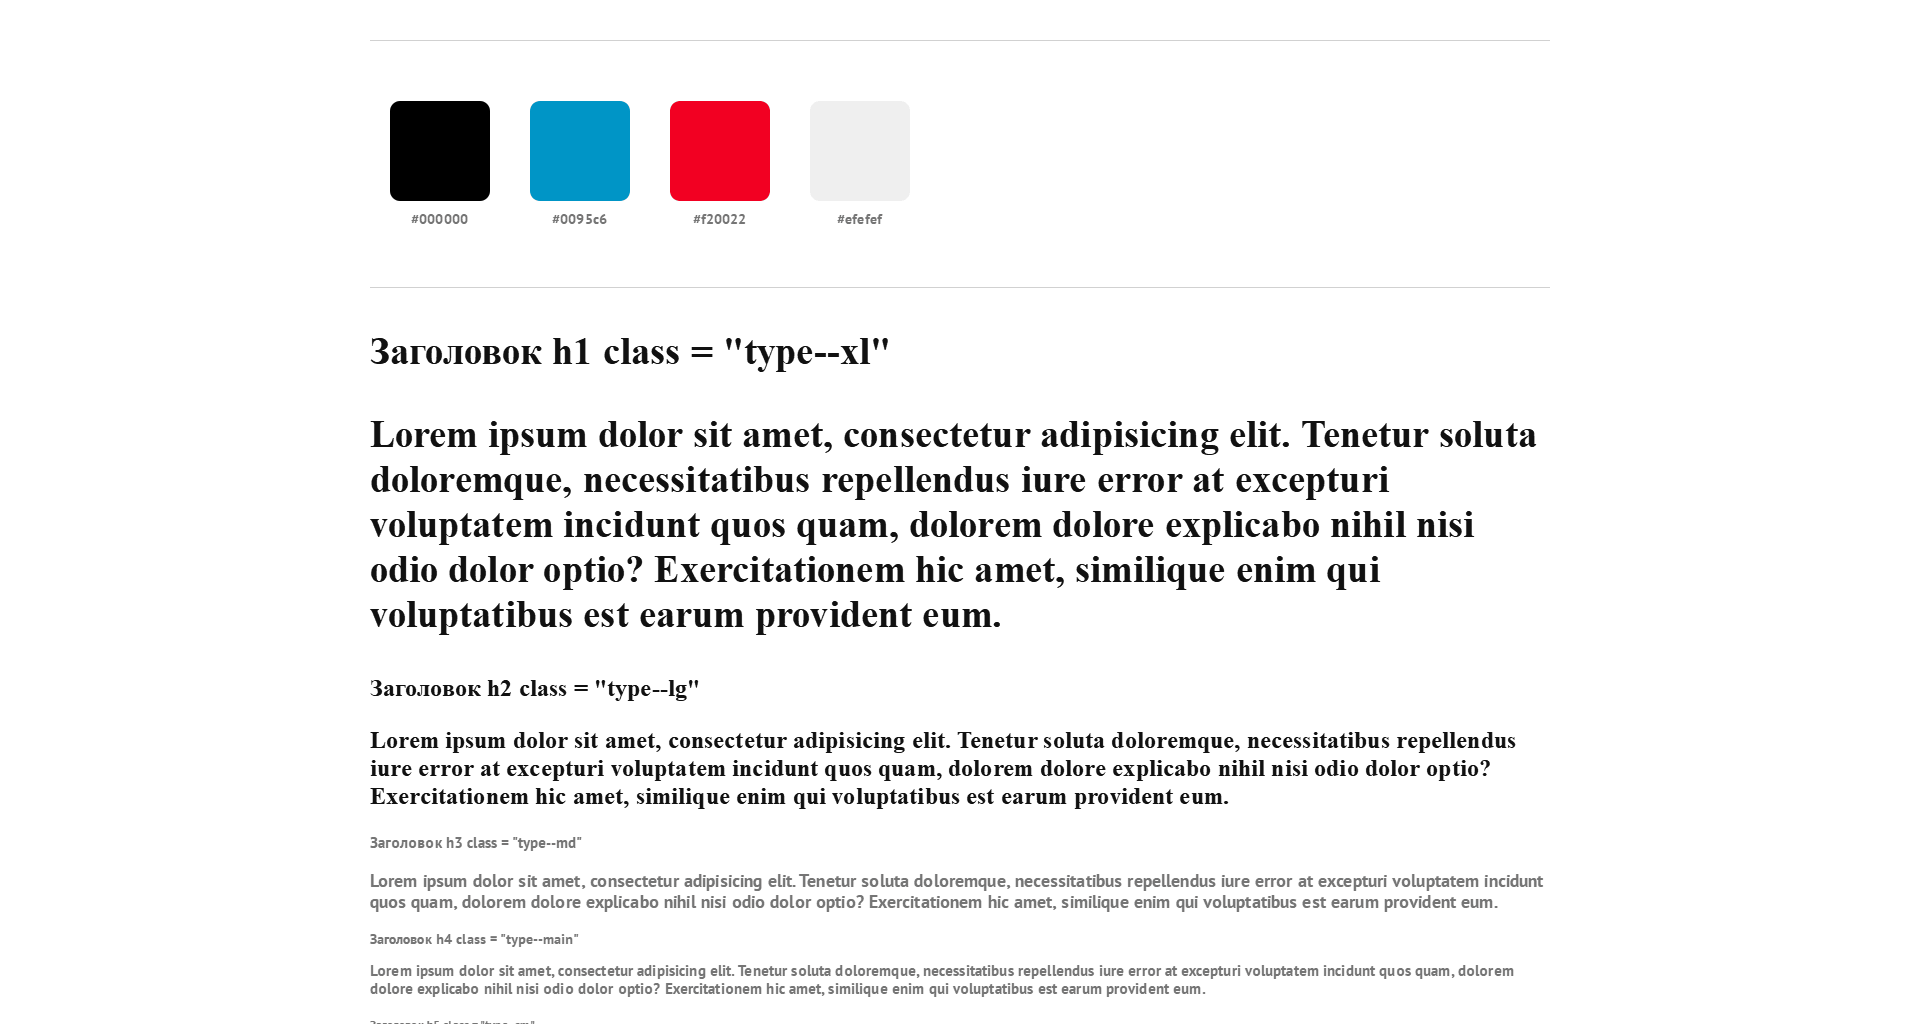 #000000 #0095c6 #f20022 #efefef
Заголовок h1 class = "type--xl"
Lorem ipsum dolor sit amet, consectetur adipisicing elit. Tenetur soluta
doloremque, necessitatibus repellendus iure error at excepturi
voluptatem incidunt quos quam, dolorem dolore explicabo nihil nisi
odio dolor optio? Exercitationem hic amet, similique enim qui
voluptatibus est earum provident eum.
Заголовок h2 class = "type--lg"
Lorem ipsum dolor sit amet, consectetur adipisicing elit. Tenetur soluta doloremque, necessitatibus repellendus
iure error at excepturi voluptatem incidunt quos quam, dolorem dolore explicabo nihil nisi odio dolor optio?
Exercitationem hic amet, similique enim qui voluptatibus est earum provident eum.
Заголовок h3 class = "type--md"
Lorem ipsum dolor sit amet, consectetur adipisicing elit. Tenetur soluta doloremque, necessitatibus repellendus iure error at excepturi voluptatem incidunt
quos quam, dolorem dolore explicabo nihil nisi odio dolor optio? Exercitationem hic amet, similique enim qui voluptatibus est earum provident eum.
Заголовок h4 class = "type--main"
Lorem ipsum dolor sit amet, consectetur adipisicing elit. Tenetur soluta doloremque, necessitatibus repellendus iure error at excepturi voluptatem incidunt quos quam, dolorem
dolore explicabo nihil nisi odio dolor optio? Exercitationem hic amet, similique enim qui voluptatibus est earum provident eum.